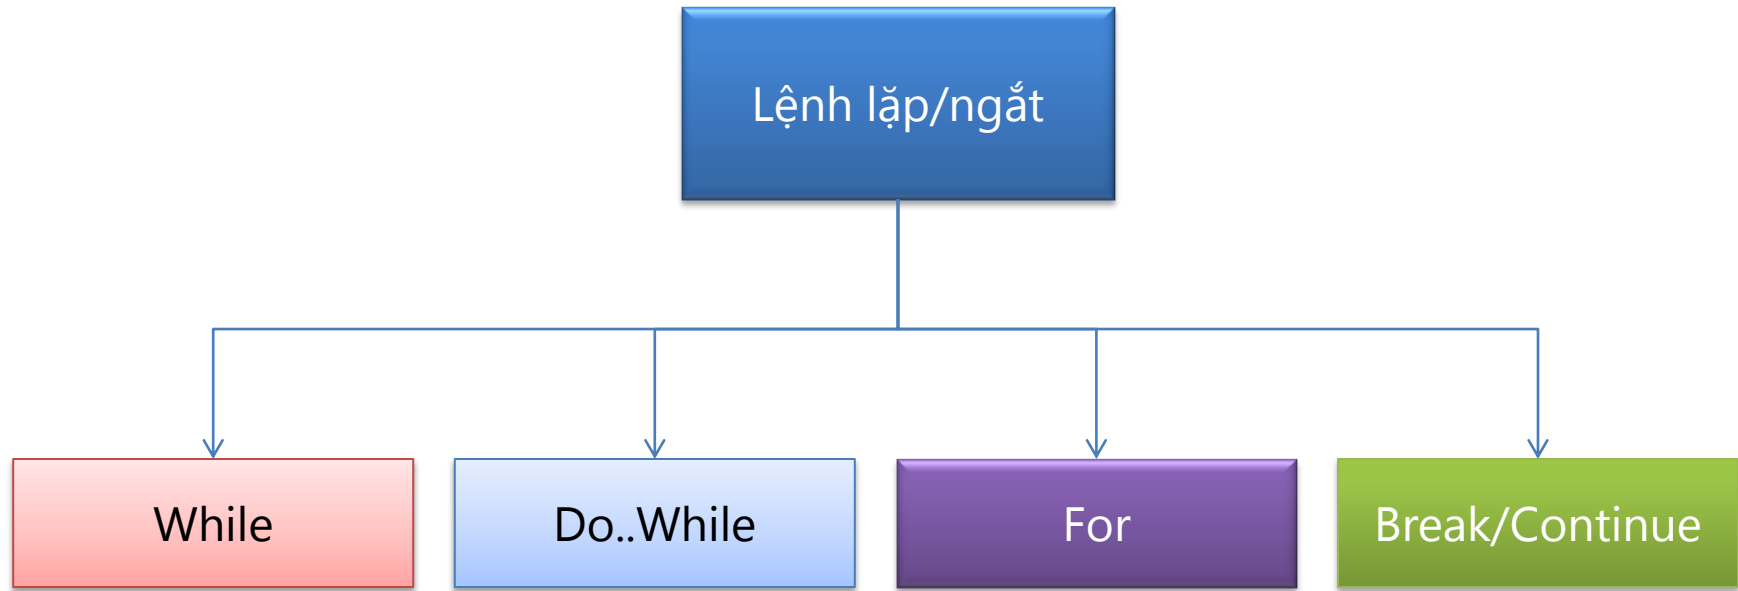 Lệnh lặp/ngắt
While
Do..While
For
Break/Continue